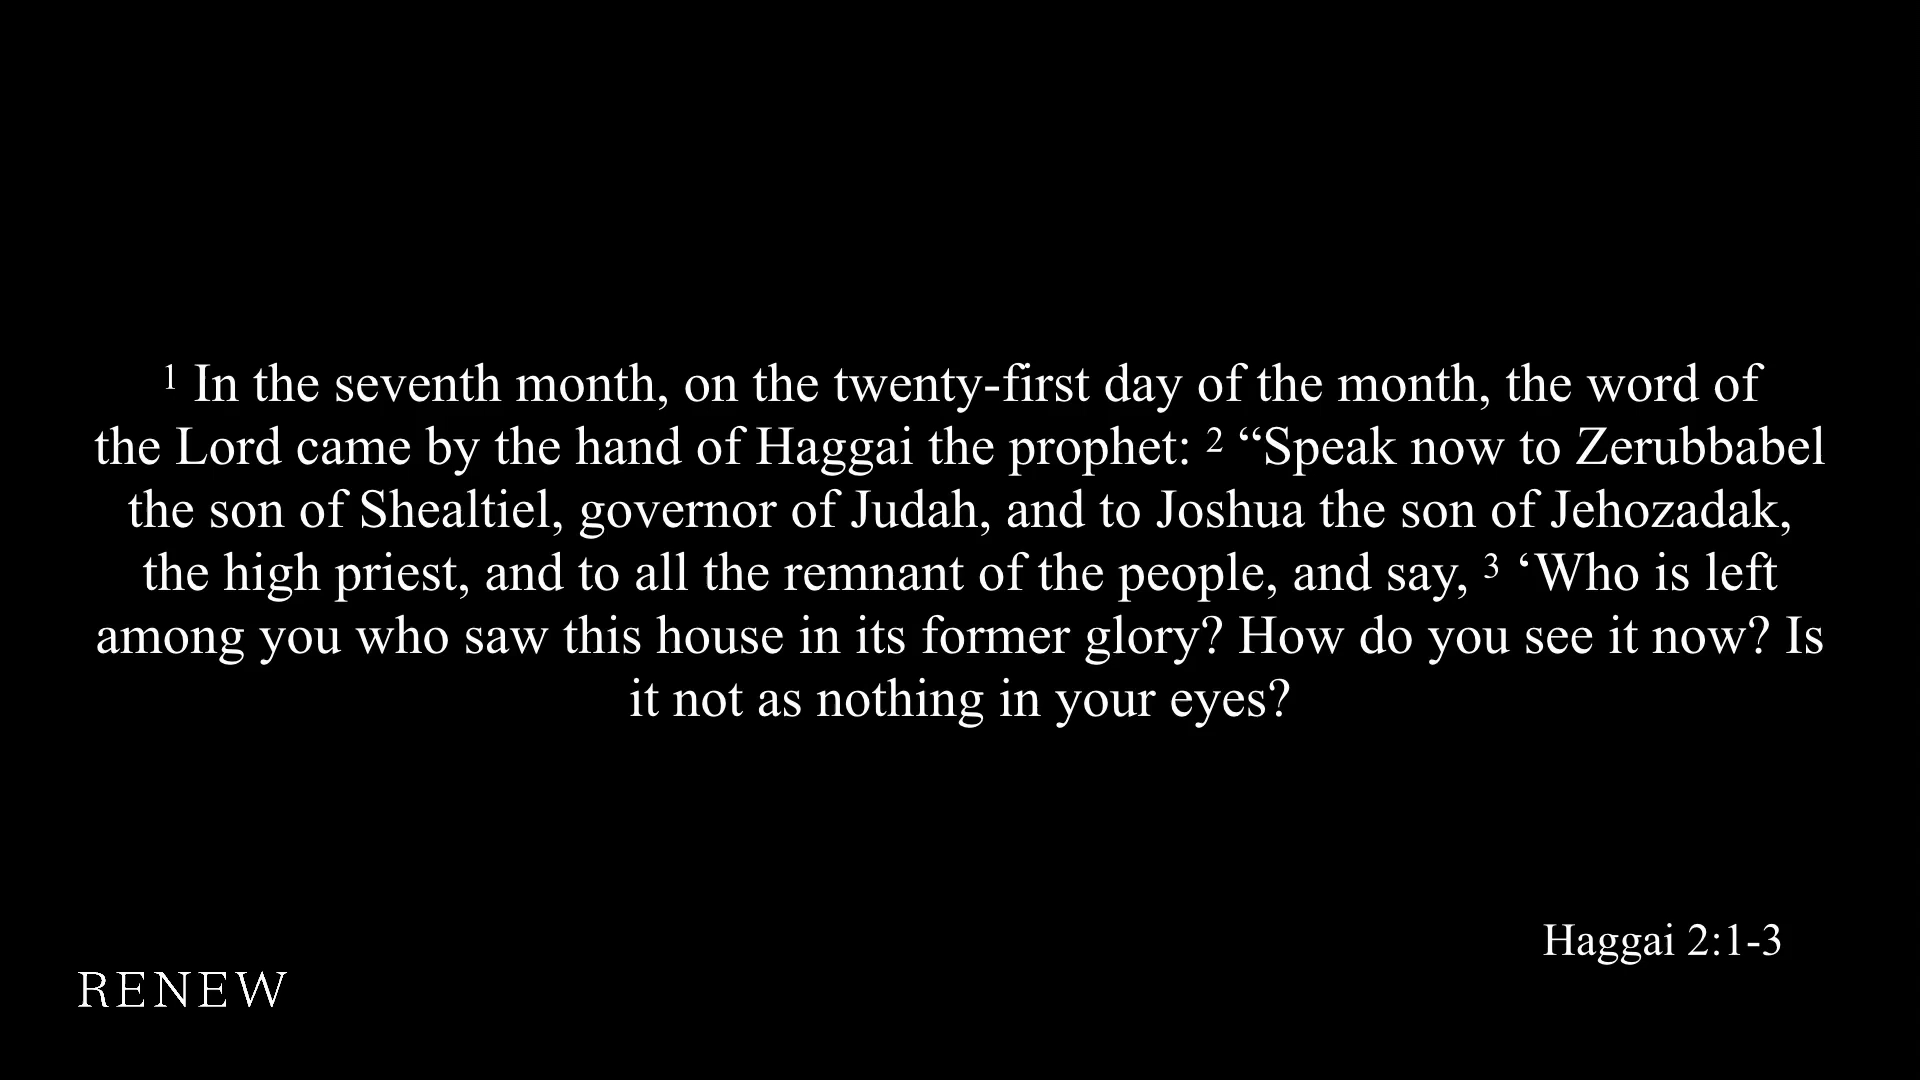 1 In the seventh month, on the twenty-first day of the month, the word of
the Lord came by the hand of Haggai the prophet: 2 “Speak now to Zerubbabel
the son of Shealtiel, governor of Judah, and to Joshua the son of Jehozadak,
the high priest, and to all the remnant of the people, and say, 3 ‘Who is left
among you who saw this house in its former glory? How do you see it now? Is
it not as nothing in your eyes?
Haggai 2:1-3
RENEW